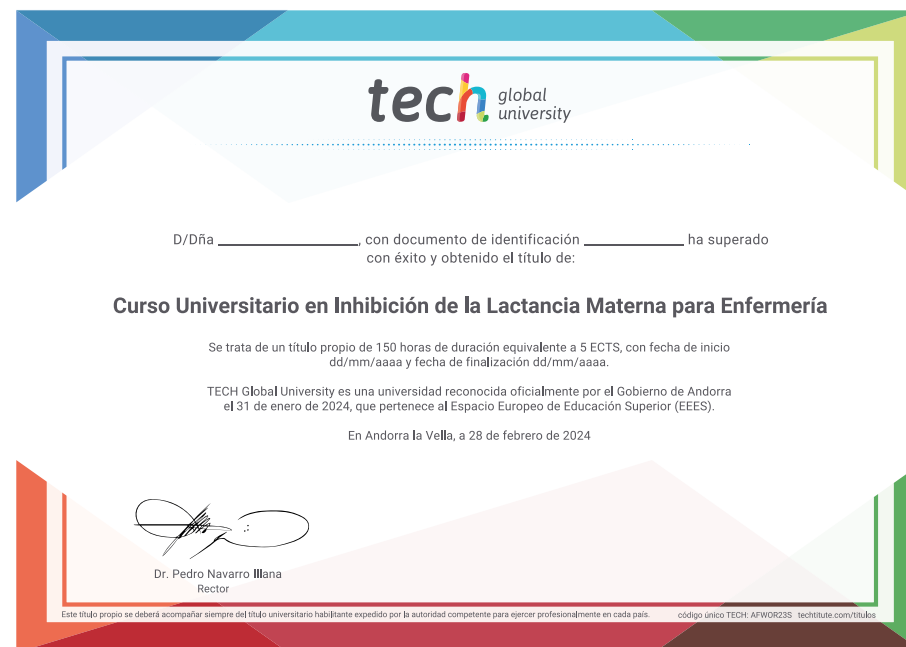 tech global
university
D/Dña ______________, con documento de identificación __________ ha superado
con éxito y obtenido el título de:
Curso Universitario en Inhibición de la Lactancia Materna para Enfermería
Se trata de un título propio de 150 horas de duración equivalente a 5 ECTS, con fecha de inicio
dd/mm/aaaa y fecha de finalización dd/mm/aaaa.
TECH Global University es una universidad reconocida oficialmente por el Gobierno de Andorra
el 31 de enero de 2024, que pertenece al Espacio Europeo de Educación Superior (EEES).
En Andorra la Vella, a 28 de febrero de 2024
Dr. Pedro Navarro Illana
Rector
Este título propio se deberá acompañar siempre del título universitario habilitante expedido por la autoridad competente para ejercer profesionalmente en cada país.
código único TECH: AFWOR23S techtitute.com/titulos